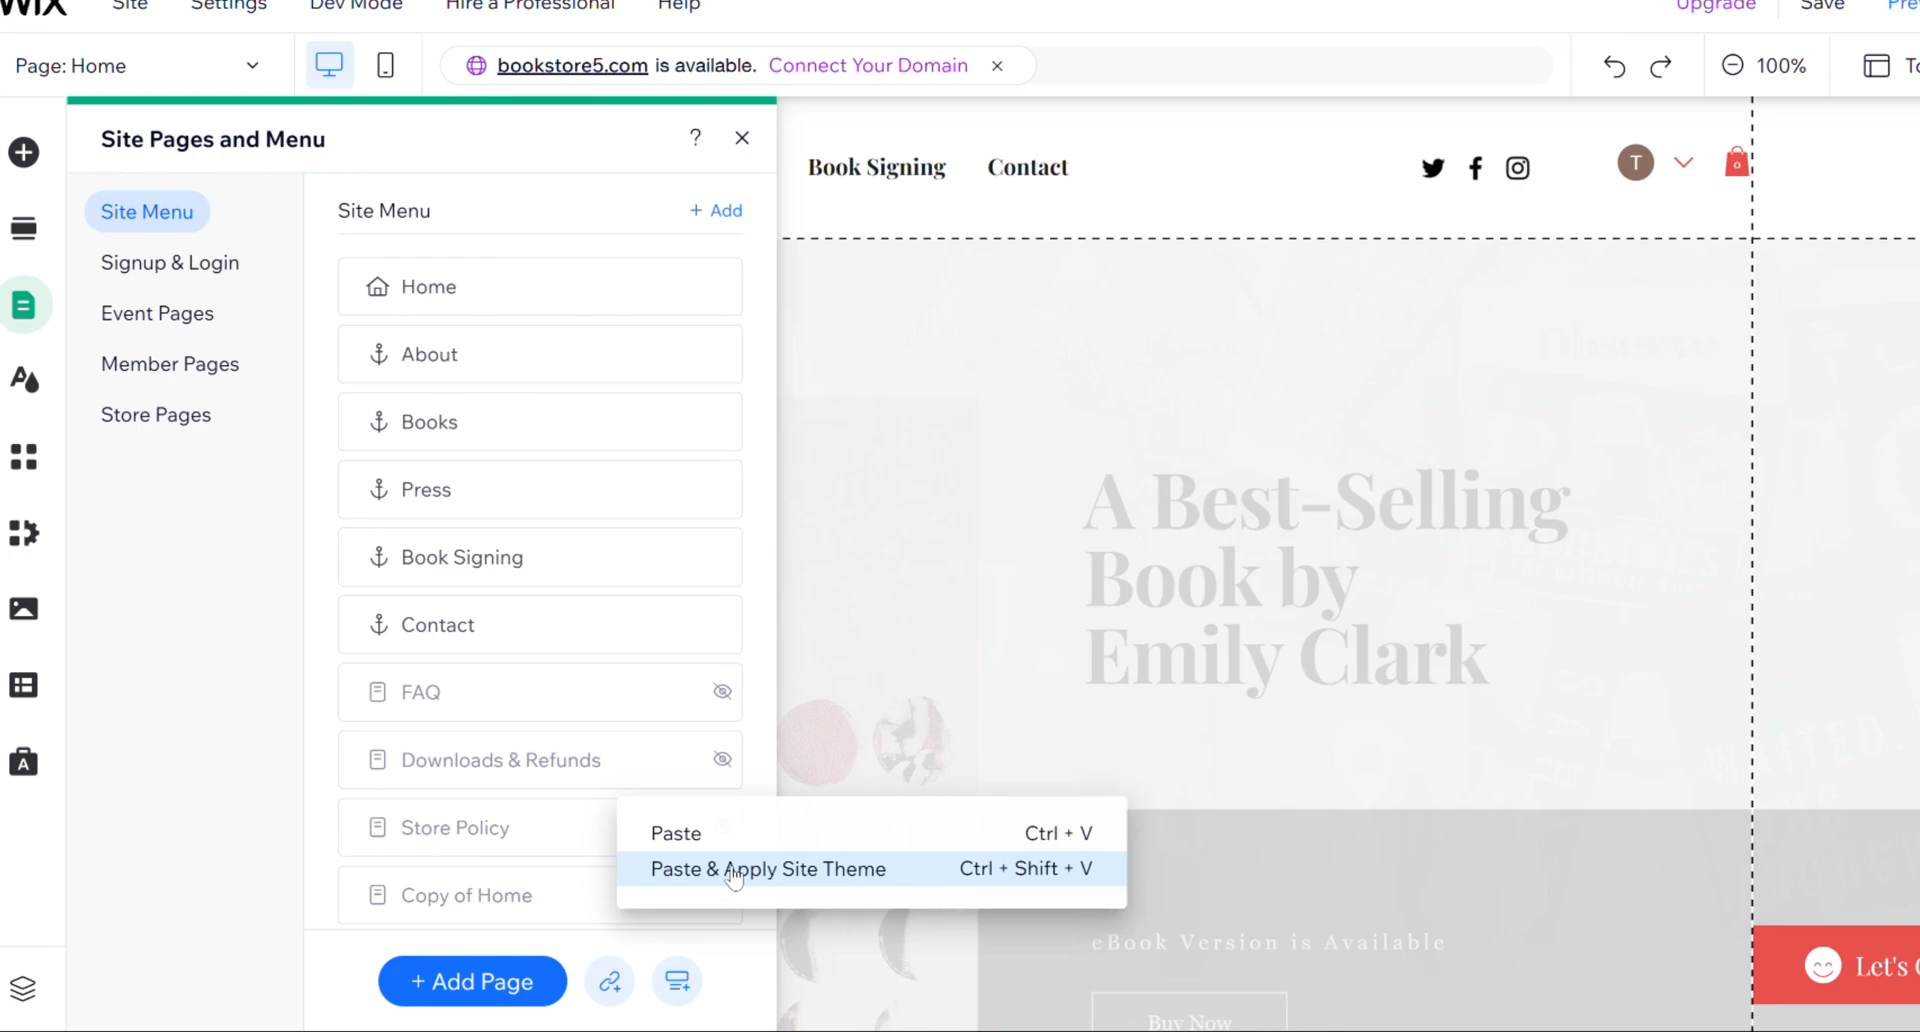 WIX Site Settings Dev Mode Hire a Professional Help Upgrade Save
Page: Home bookstore5.com is available. Connect Your Domain 100%
Site Pages and Menu ?
Book Signing Contact T 0
Site Menu
Signup & Login
Event Pages
Member Pages
Store Pages
Site Menu + Add
Home
About
Books
Press
Book Signing
Contact
FAQ
Downloads & Refunds
Store Policy
Copy of Home
Paste Ctrl + V
Paste & Apply Site Theme Ctrl + Shift + V
+ Add Page
A Best-Selling
Book by
Emily Clark
eBook Version is Available
Buy Now
Let's